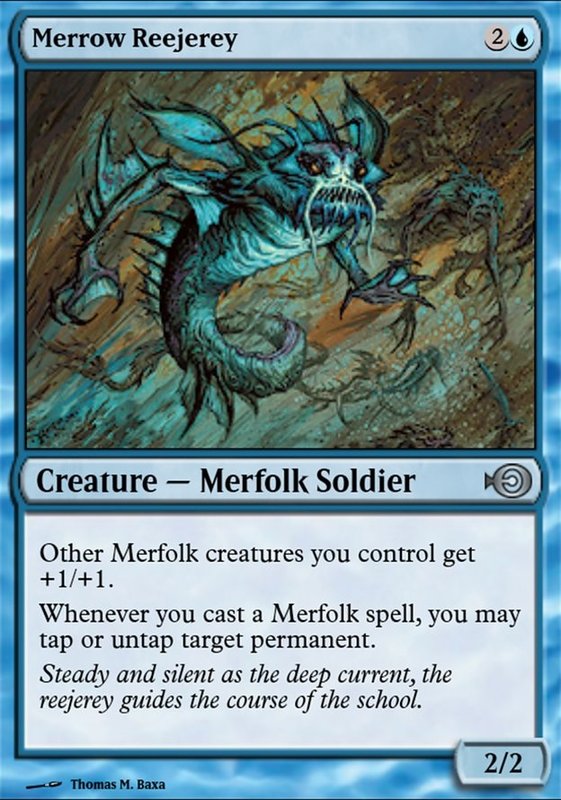 Merrow Reejerey 2
Creature — Merfolk Soldier
Other Merfolk creatures you control get
+1/+1.
Whenever you cast a Merfolk spell, you may
tap or untap target permanent.
Steady and silent as the deep current, the
reejerey guides the course of the school.
2/2
Thomas M. Baxa